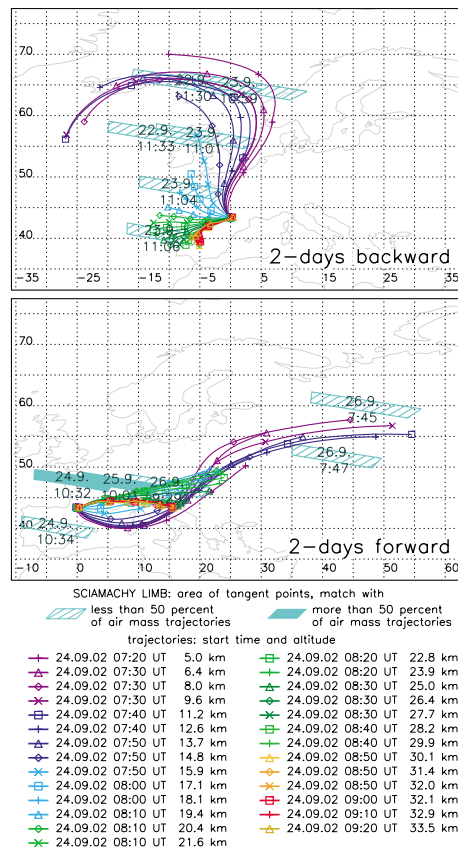 70
60
50
40
23.9.
11:30
23.9.
10:59
22.9.
11:33
23.9.
11:0
23.9.
11:04
23.9.
11:06
2-days backward
-35 -25 -15 -5 5 15 25 35
70
60
50
40
26.9.
7:45
26.9.
7:47
24.9.
10:32
25.9.
10:01
26.9.
24.9.
10:34
2-days forward
-10 0 10 20 30 40 50 60
SCIAMACHY LIMB: area of tangent points, match with
less than 50 percent
of air mass trajectories
more than 50 percent
of air mass trajectories
trajectories: start time and altitude
24.09.02 07:20 UT 5.0 km
24.09.02 07:30 UT 6.4 km
24.09.02 07:30 UT 8.0 km
24.09.02 07:30 UT 9.6 km
24.09.02 07:40 UT 11.2 km
24.09.02 07:40 UT 12.6 km
24.09.02 07:50 UT 13.7 km
24.09.02 07:50 UT 14.8 km
24.09.02 07:50 UT 15.9 km
24.09.02 08:00 UT 17.1 km
24.09.02 08:00 UT 18.1 km
24.09.02 08:10 UT 19.4 km
24.09.02 08:10 UT 20.4 km
24.09.02 08:10 UT 21.6 km
24.09.02 08:20 UT 22.8 km
24.09.02 08:20 UT 23.9 km
24.09.02 08:30 UT 25.0 km
24.09.02 08:30 UT 26.4 km
24.09.02 08:30 UT 27.7 km
24.09.02 08:40 UT 28.2 km
24.09.02 08:40 UT 29.9 km
24.09.02 08:50 UT 30.1 km
24.09.02 08:50 UT 31.4 km
24.09.02 08:50 UT 32.0 km
24.09.02 09:00 UT 32.1 km
24.09.02 09:10 UT 32.9 km
24.09.02 09:20 UT 33.5 km